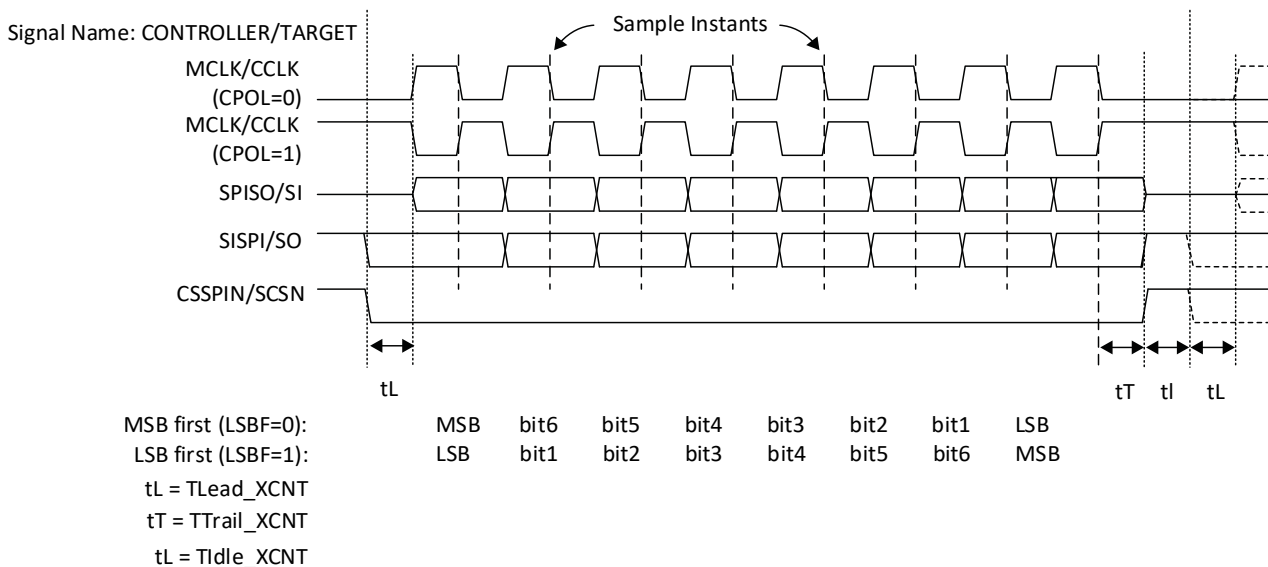 Sample Instants
Signal Name: CONTROLLER/TARGET
MCLK/CCLK
(CPOL=0)
MCLK/CCLK
(CPOL=1)
SPISO/SI
SISPI/SO
CSSPIN/SCSN
tL tT tI tL
MSB first (LSBF=0): MSB bit6 bit5 bit4 bit3 bit2 bit1 LSB
LSB first (LSBF=1): LSB bit1 bit2 bit3 bit4 bit5 bit6 MSB
tL = TLead_XCNT
tT = TTrail_XCNT
tL = TIdle_XCNT